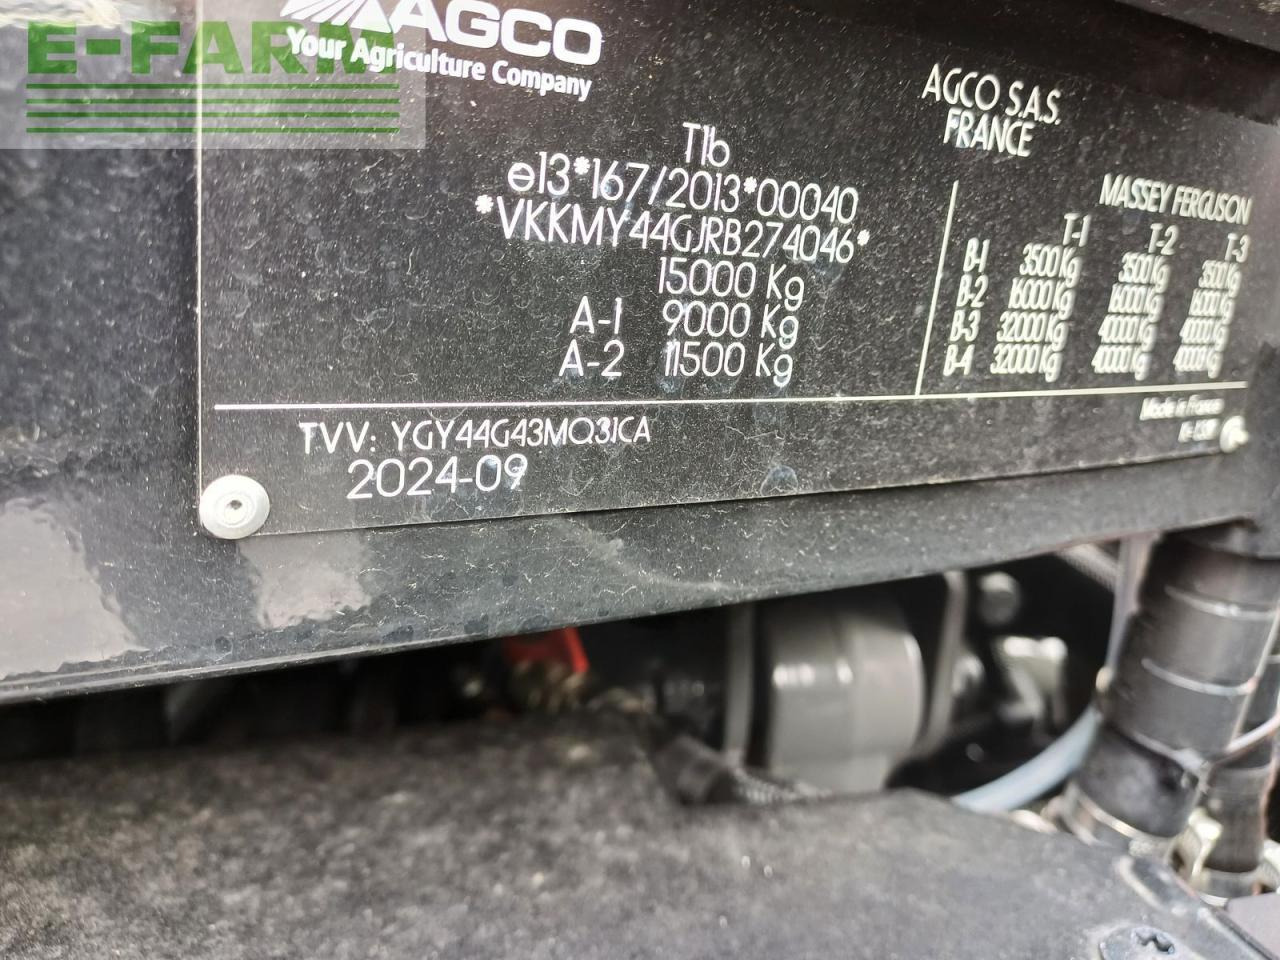 E-FARM
AGCO
Your Agriculture Company
AGCO S.A.S.
FRANCE
T1b
e13*167/2013*00040
*VKKMY44GJRB274046*
15000 Kg
A-1 9000 Kg
A-2 11500 Kg
MASSEY FERGUSON
T-1 T-2 T-3
B-1 3500 Kg 3500 Kg 3500 Kg
B-2 16000 Kg 16000 Kg 16000 Kg
B-3 32000 Kg 40000 Kg 40000 Kg
B-4 32000 Kg 40000 Kg 40000 Kg
TVV: YGY44G43MQ31CA
2024-09
Made in France